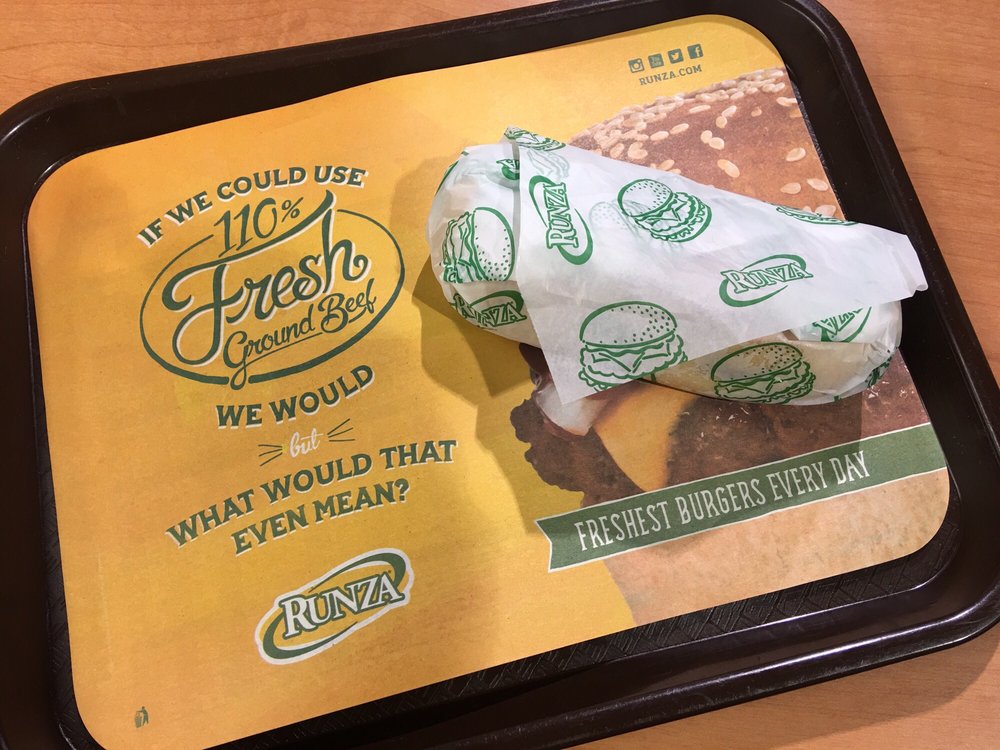 RUNZA.COM
IF WE COULD USE
110%
Fresh
Ground Beef
WE WOULD
but
WHAT WOULD THAT
EVEN MEAN?
RUNZA
FRESHEST BURGERS EVERY DAY
RUNZA
RUNZA
RUNZA